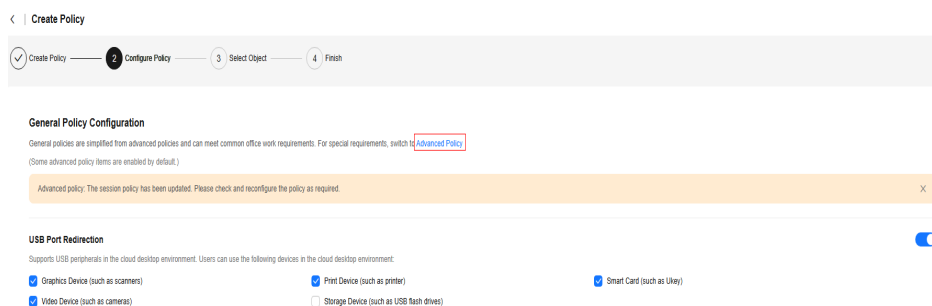 Create Policy
Create Policy 2 Configure Policy 3 Select Object 4 Finish
General Policy Configuration
General policies are simplified from advanced policies and can meet common office work requirements. For special requirements, switch to Advanced Policy
(Some advanced policy items are enabled by default.)
Advanced policy: The session policy has been updated. Please check and reconfigure the policy as required.
USB Port Redirection
Supports USB peripherals in the cloud desktop environment. Users can use the following devices in the cloud desktop environment:
Graphics Device (such as scanners) Print Device (such as printer) Smart Card (such as Ukey)
Video Device (such as cameras) Storage Device (such as USB flash drives)